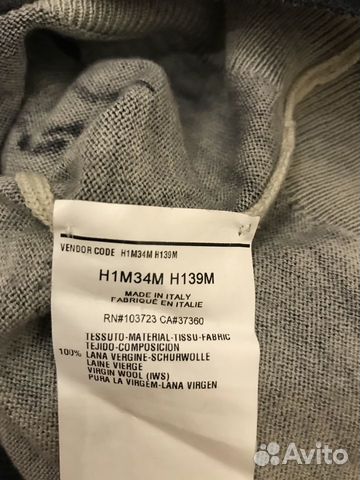 VENDOR CODE H1M34M H139M
H1M34M H139M
MADE IN ITALY
FABRIQUÉ EN ITALIE
RN#103723 CA#37360
TESSUTO-MATERIAL-TISSU-FABRIC
TEJIDO-COMPOSICION
100% LANA VERGINE-SCHURWOLLE
LAINE VIERGE
VIRGIN WOOL (IWS)
PURA LA VIRGEM-LANA VIRGEN
Avito